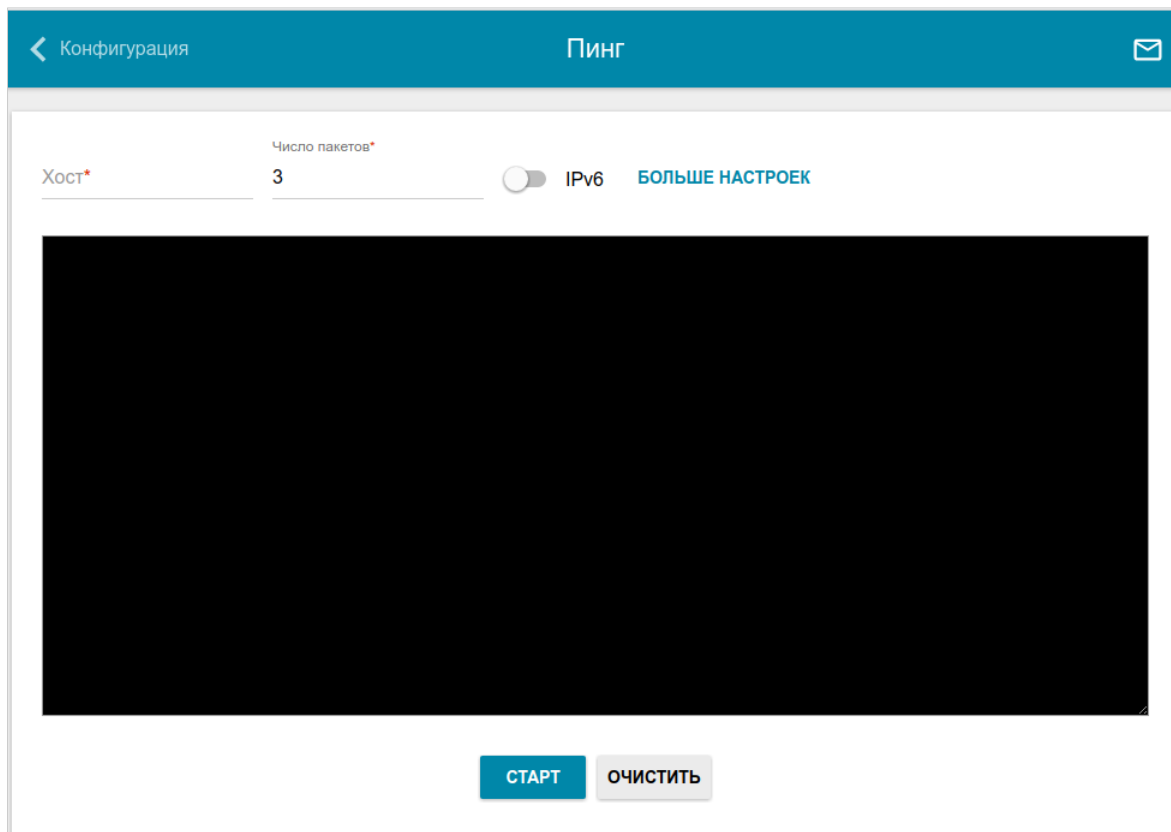 Конфигурация
Пинг
Число пакетов*
Хост*
3
IPv6
БОЛЬШЕ НАСТРОЕК
СТАРТ
ОЧИСТИТЬ